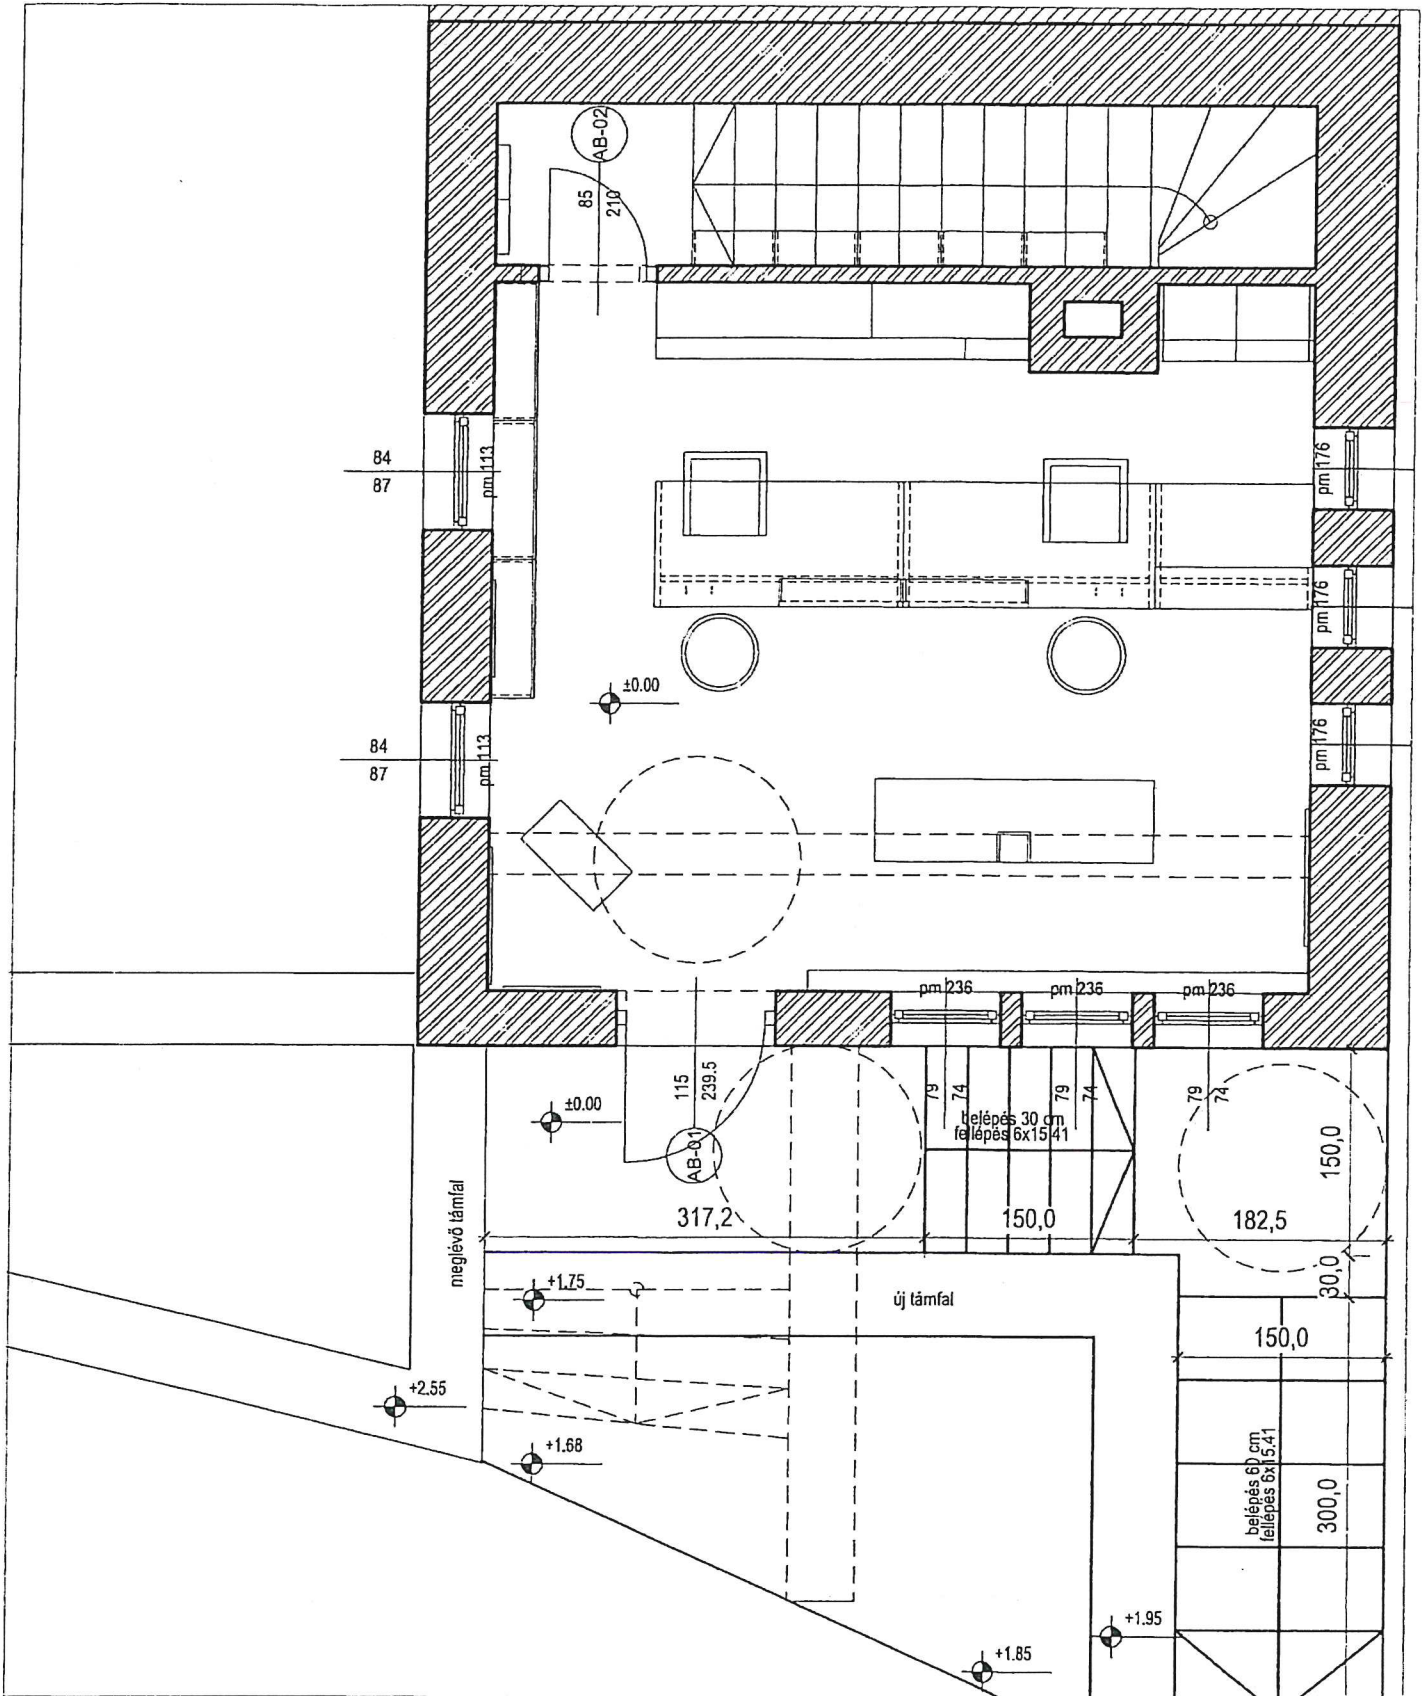 AB-02
85
210
84
87
pm 113
pm 176
pm 176
±0.00
84
87
pm 113
pm 176
pm 236
pm 236
pm 236
115
239.5
AB-01
±0.00
79
74
79
74
79
74
belépés 30 cm
fellépés 6x15.41
150,0
meglévő támfal
317,2
150,0
182,5
30,0
+1.75
új támfal
150,0
+2.55
+1.68
belépés 60 cm
fellépés 6x15.41
300,0
+1.95
+1.85